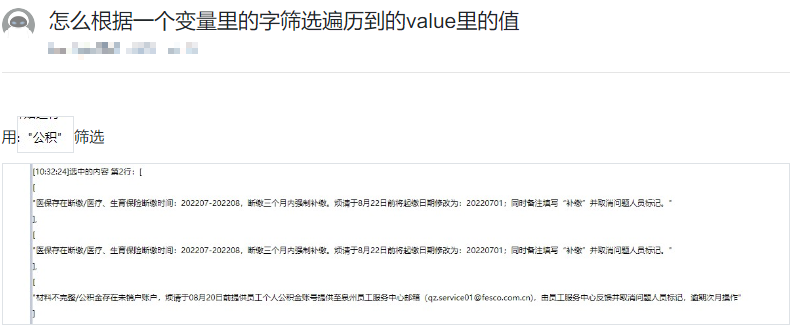 怎么根据一个变量里的字筛选遍历到的value里的值
用: "公积" 筛选
[10:32:24]选中的内容 第2行：[
[
"医保存在断缴/医疗、生育保险断缴时间：202207-202208，断缴三个月内强制补缴。烦请于8月22日前将起缴日期修改为：20220701；同时备注填写“补缴”并取消问题人员标记。"
],
[
"医保存在断缴/医疗、生育保险断缴时间：202207-202208，断缴三个月内强制补缴。烦请于8月22日前将起缴日期修改为：20220701；同时备注填写“补缴”并取消问题人员标记。"
],
[
"材料不完整/公积金存在未销户账户，烦请于08月20日前提供员工个人公积金账号提供至泉州员工服务中心邮箱（qz.service01@fesco.com.cn)，由员工服务中心反馈并取消问题人员标记，逾期次月操作"
]